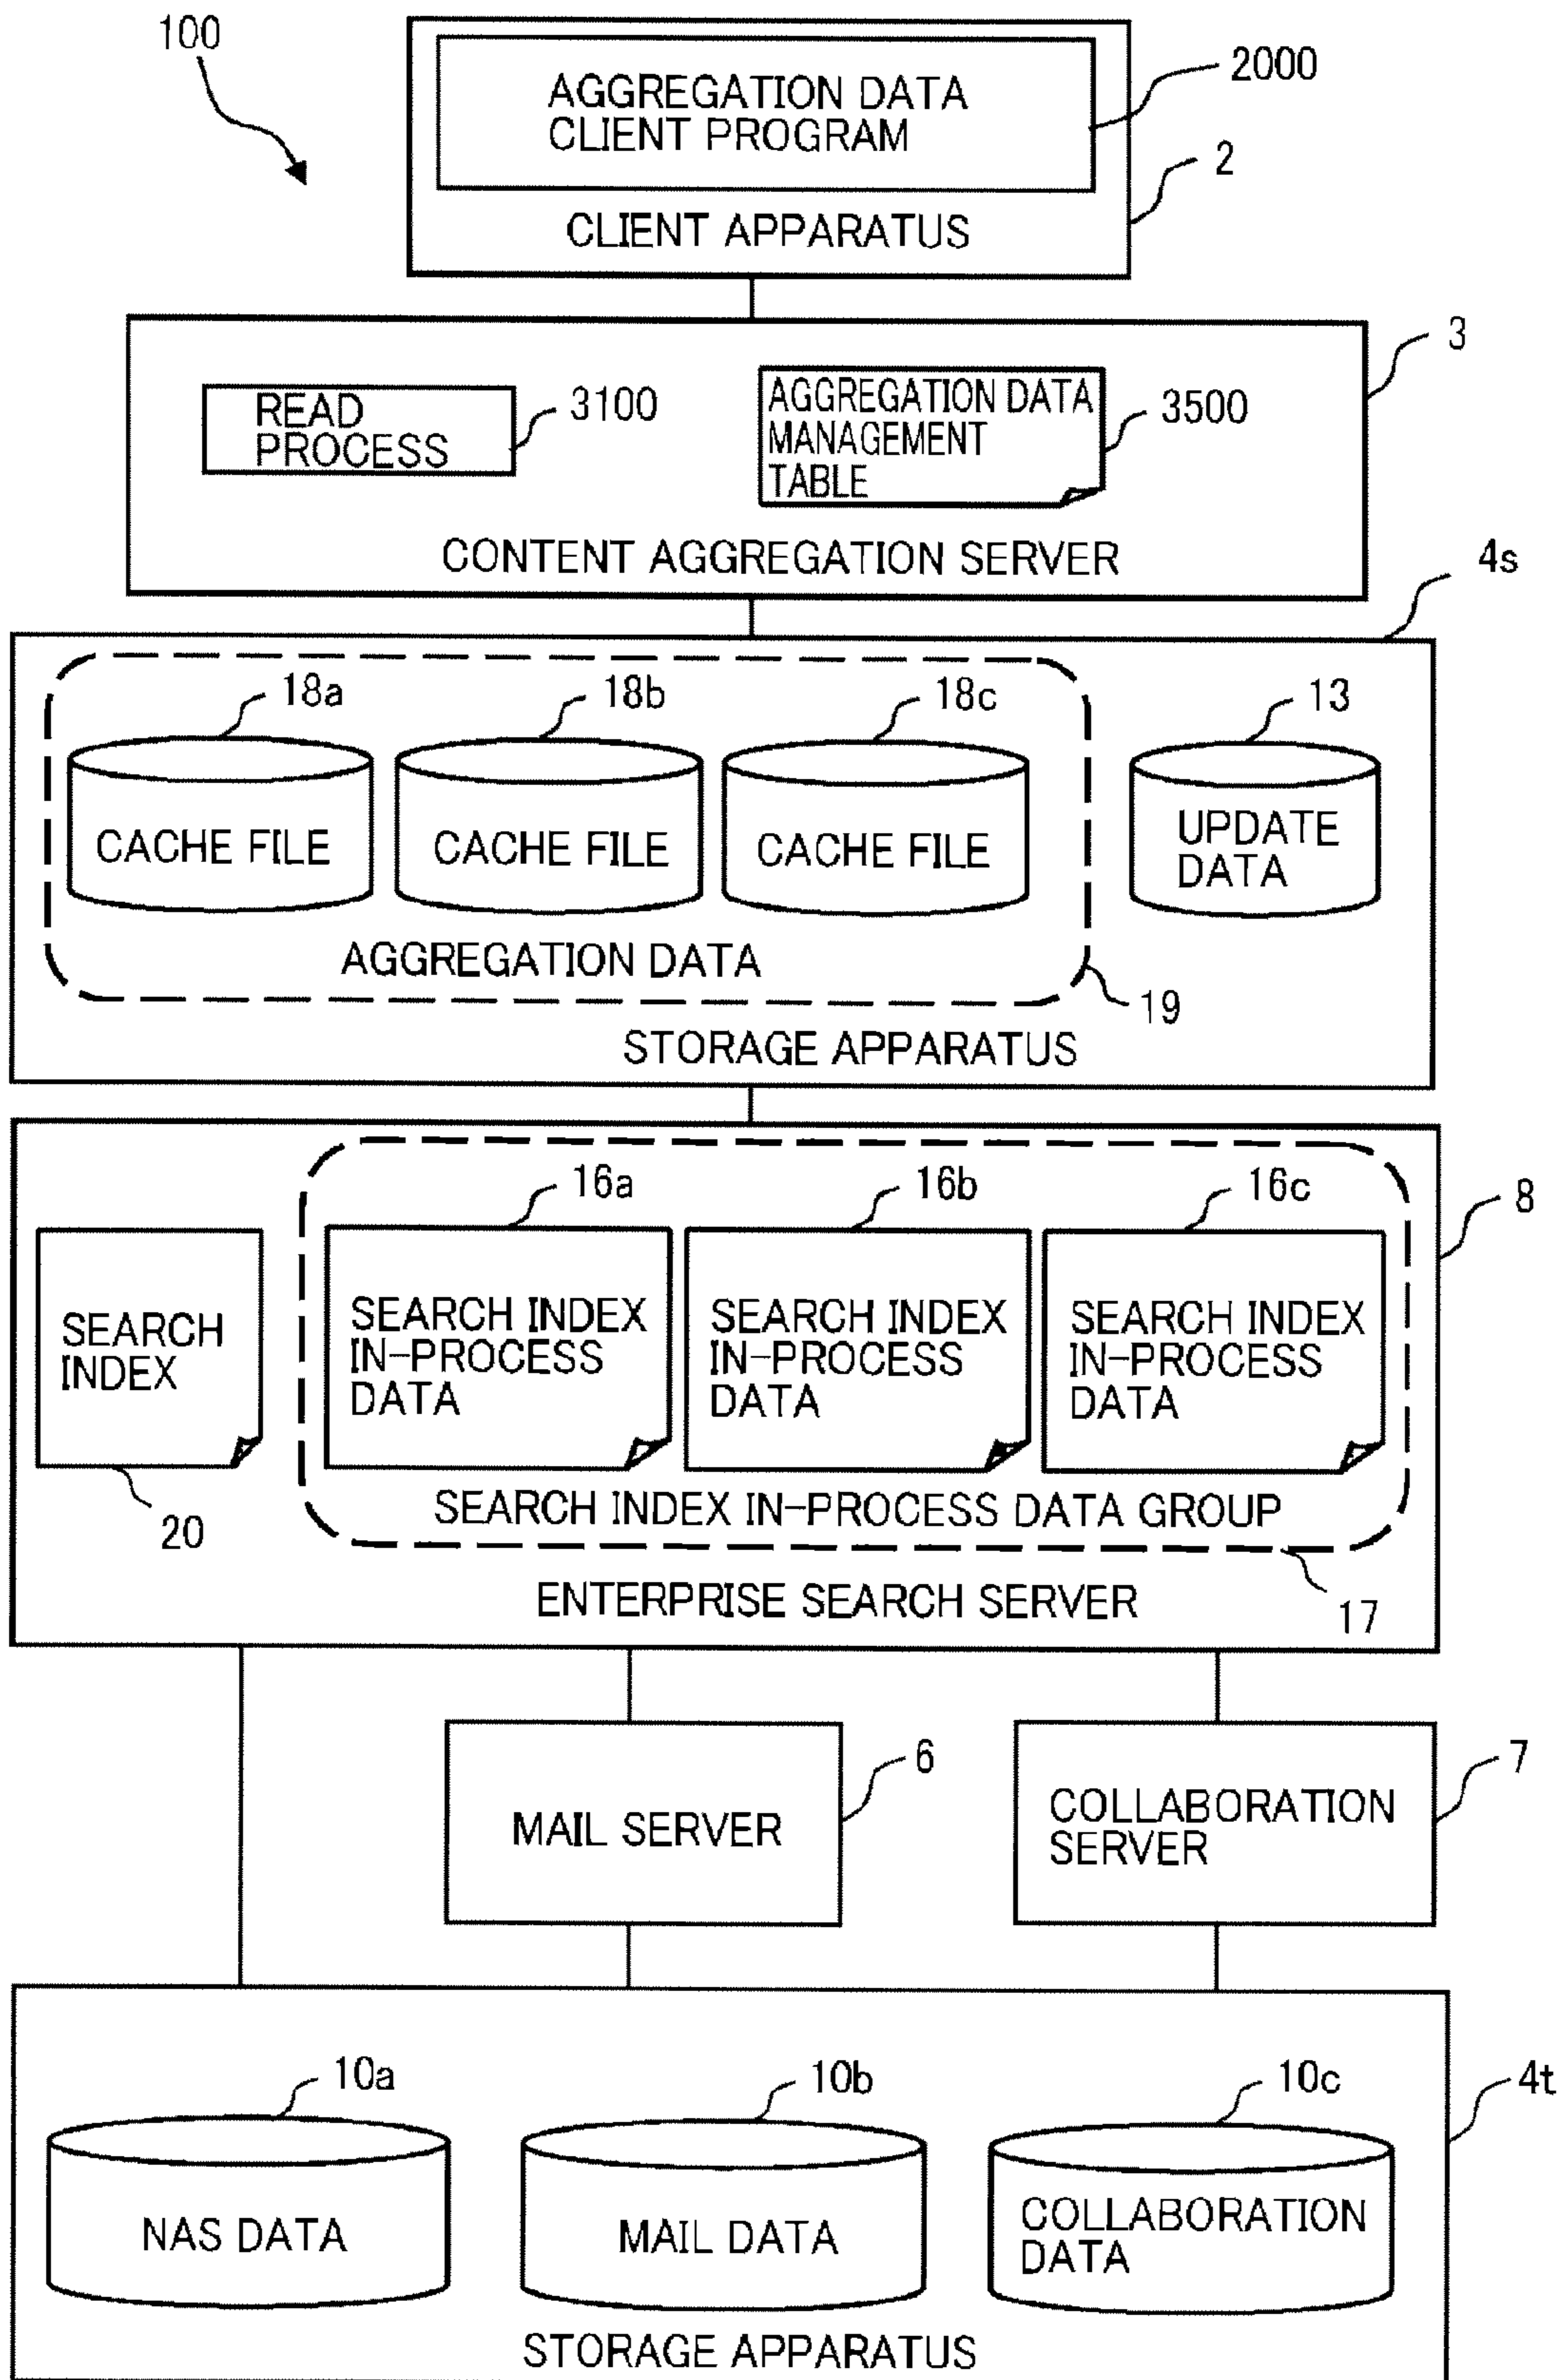 100
AGGREGATION DATA
CLIENT PROGRAM
2000
2
CLIENT APPARATUS
3
READ
PROCESS
3100
AGGREGATION DATA
MANAGEMENT
TABLE
3500
CONTENT AGGREGATION SERVER
4s
18a
18b
18c
13
CACHE FILE
CACHE FILE
CACHE FILE
UPDATE
DATA
AGGREGATION DATA
19
STORAGE APPARATUS
16a
16b
16c
8
SEARCH
INDEX
SEARCH INDEX
IN-PROCESS
DATA
SEARCH INDEX
IN-PROCESS
DATA
SEARCH INDEX
IN-PROCESS
DATA
20
SEARCH INDEX IN-PROCESS DATA GROUP
ENTERPRISE SEARCH SERVER
17
MAIL SERVER
6
COLLABORATION
SERVER
7
10a
10b
10c
4t
NAS DATA
MAIL DATA
COLLABORATION
DATA
STORAGE APPARATUS